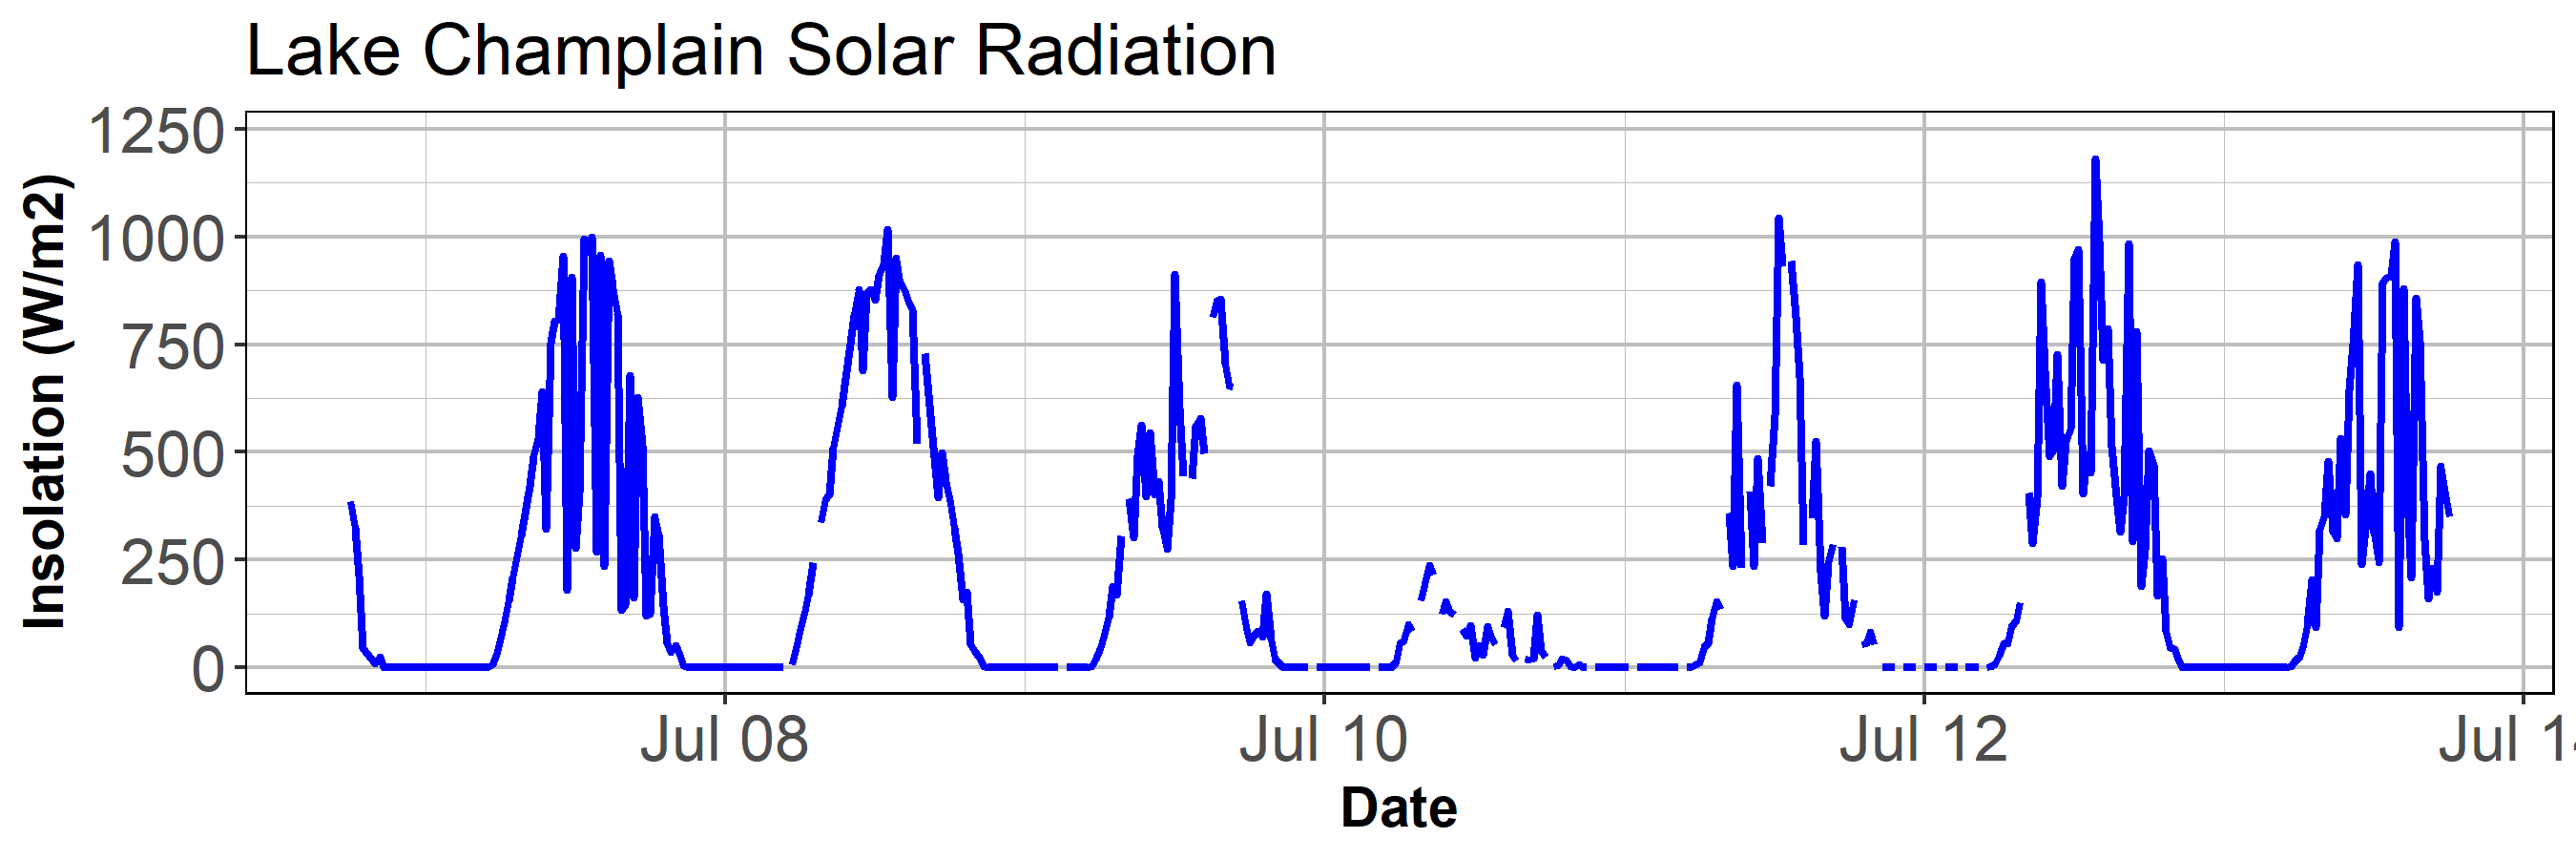 Lake Champlain Solar Radiation
1250
1000
750
500
250
0
Insolation (W/m2)
Jul 08
Jul 10
Jul 12
Jul
Date